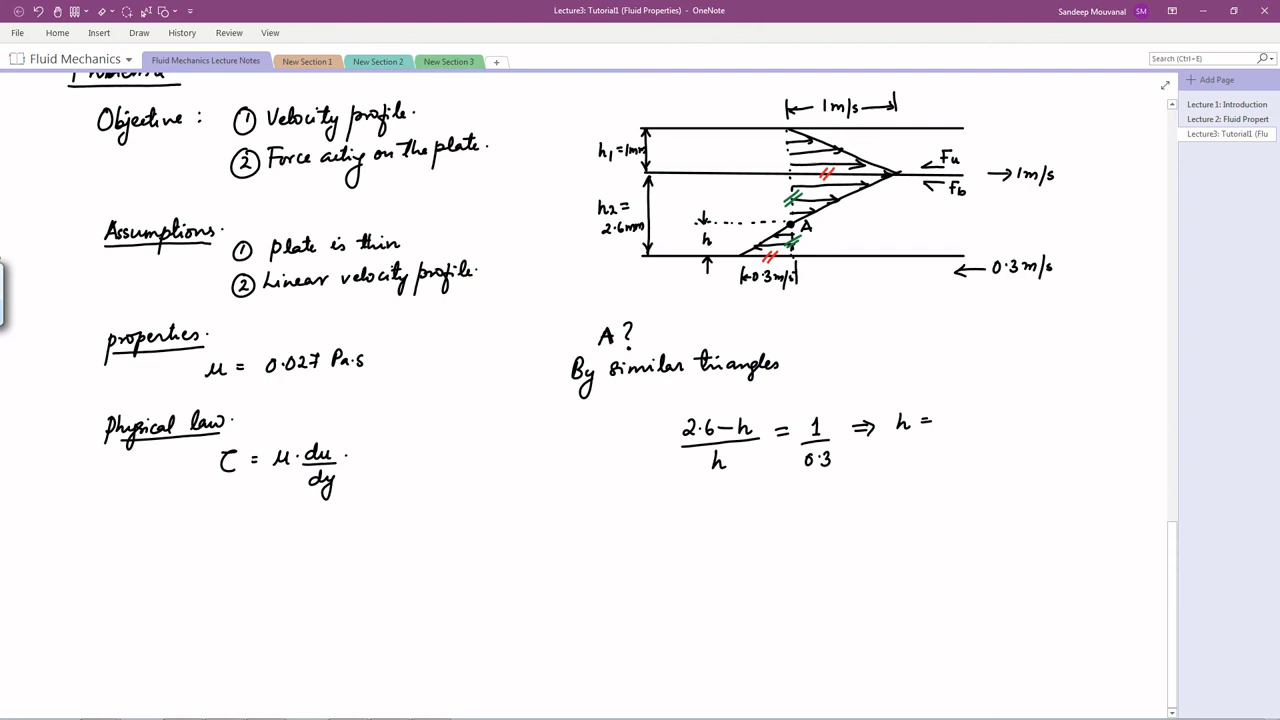 Lecture3: Tutorial1 (Fluid Properties) - OneNote
Sandeep Mouvanal SM
File Home Insert Draw History Review View
Fluid Mechanics
Fluid Mechanics Lecture Notes
New Section 1
New Section 2
New Section 3
+
Search (Ctrl+E)
Add Page
Lecture 1: Introduction
Lecture 2: Fluid Propert
Lecture3: Tutorial1 (Flu
Objective : ① Velocity profile.
② Force acting on the plate.
Assumptions.
① plate is thin
② Linear velocity profile.
properties.
μ = 0.027 Pa.s
Physical law.
τ = μ. du/dy.
1m/s
h1 = 1mm
Fu
Fb
→ 1m/s
h2 =
2.6mm
h
A
0.3m/s
← 0.3m/s
A?
By similar triangles
2.6-h/h = 1/0.3 ⇒ h =